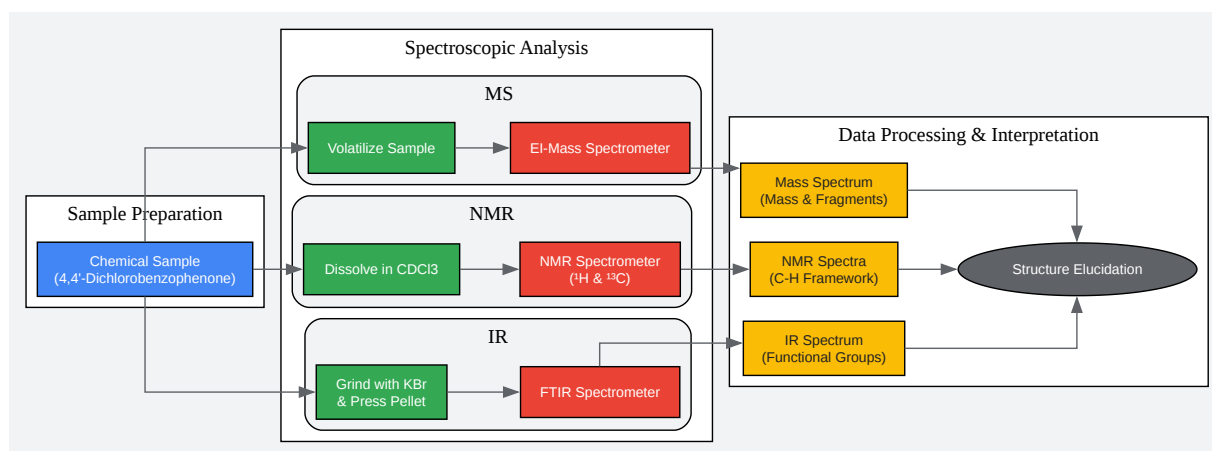 Spectroscopic Analysis
MS
Volatilize Sample
EI-Mass Spectrometer
Data Processing & Interpretation
Mass Spectrum
(Mass & Fragments)
Sample Preparation
NMR
Chemical Sample
(4,4'-Dichlorobenzophenone)
Dissolve in CDCl3
NMR Spectrometer
(¹H & ¹³C)
NMR Spectra
(C-H Framework)
Structure Elucidation
IR
Grind with KBr
& Press Pellet
FTIR Spectrometer
IR Spectrum
(Functional Groups)